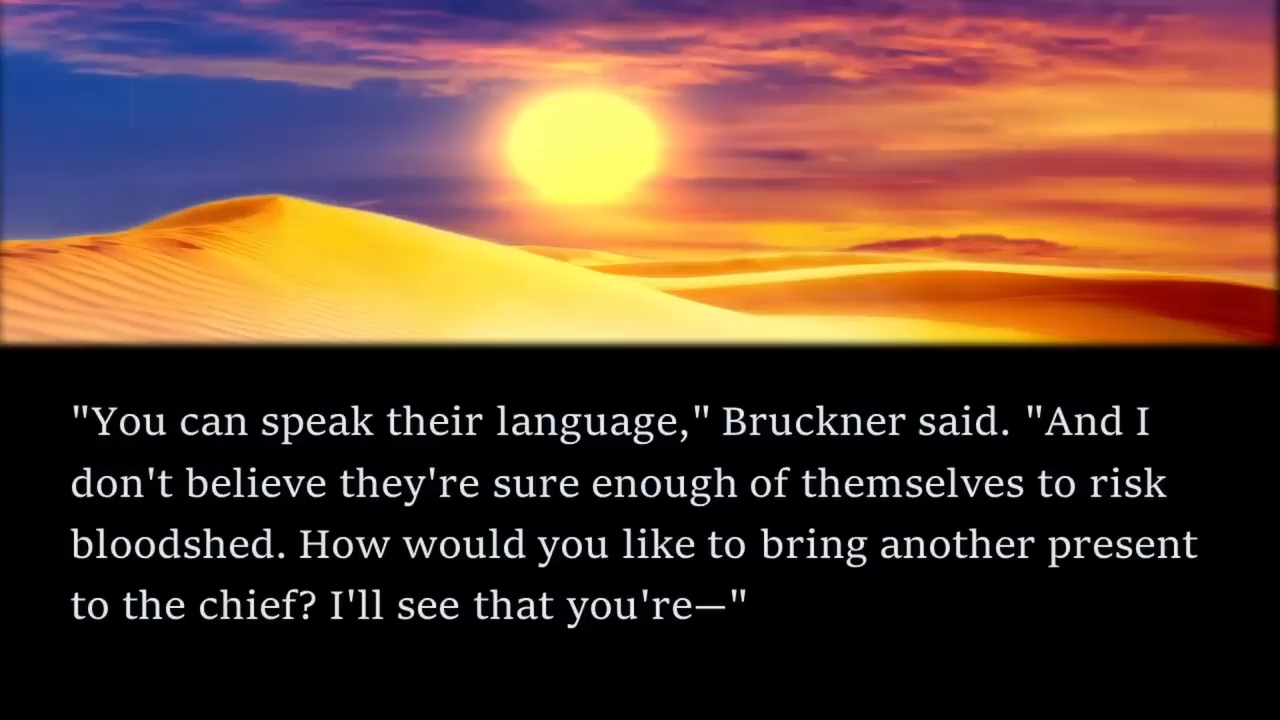 "You can speak their language," Bruckner said. "And I
don't believe they're sure enough of themselves to risk
bloodshed. How would you like to bring another present
to the chief? I'll see that you're—"